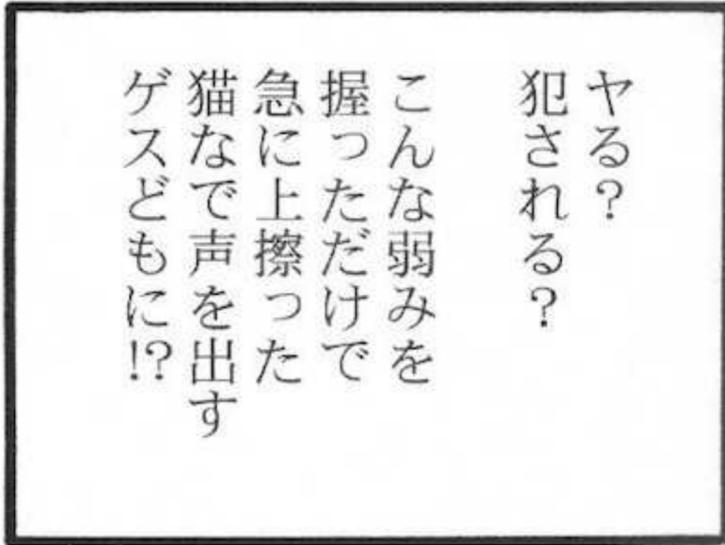 ヤる?
犯される?
こんな弱みを
握っただけで
急に上擦った
猫なで声を出す
ゲスどもに!?